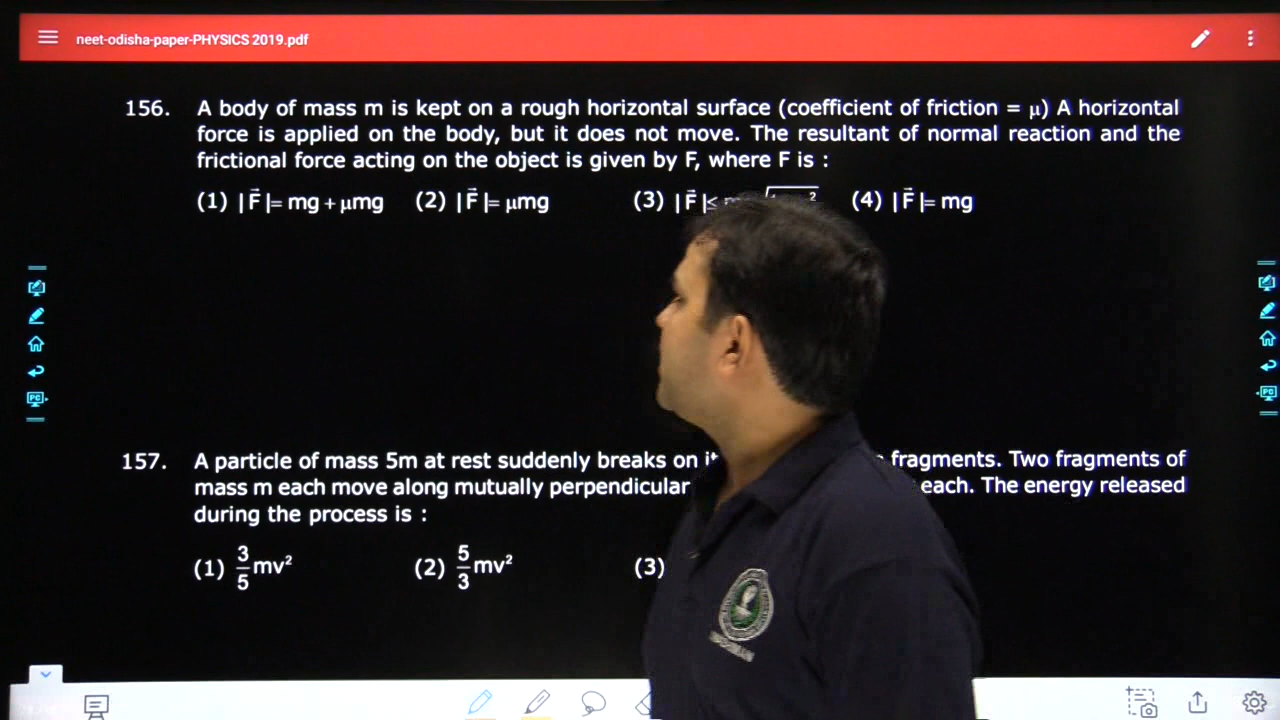 neet-odisha-paper-PHYSICS 2019.pdf
156. A body of mass m is kept on a rough horizontal surface (coefficient of friction = μ) A horizontal
force is applied on the body, but it does not move. The resultant of normal reaction and the
frictional force acting on the object is given by F, where F is :
(1) |F⃗|= mg + μmg (2) |F⃗|= μmg (3) |F⃗|≤ (4) |F⃗|= mg
157. A particle of mass 5m at rest suddenly breaks on fragments. Two fragments of
mass m each move along mutually perpendicular each. The energy released
during the process is :
(1) 3/5 mv² (2) 5/3 mv² (3)
PC
PC